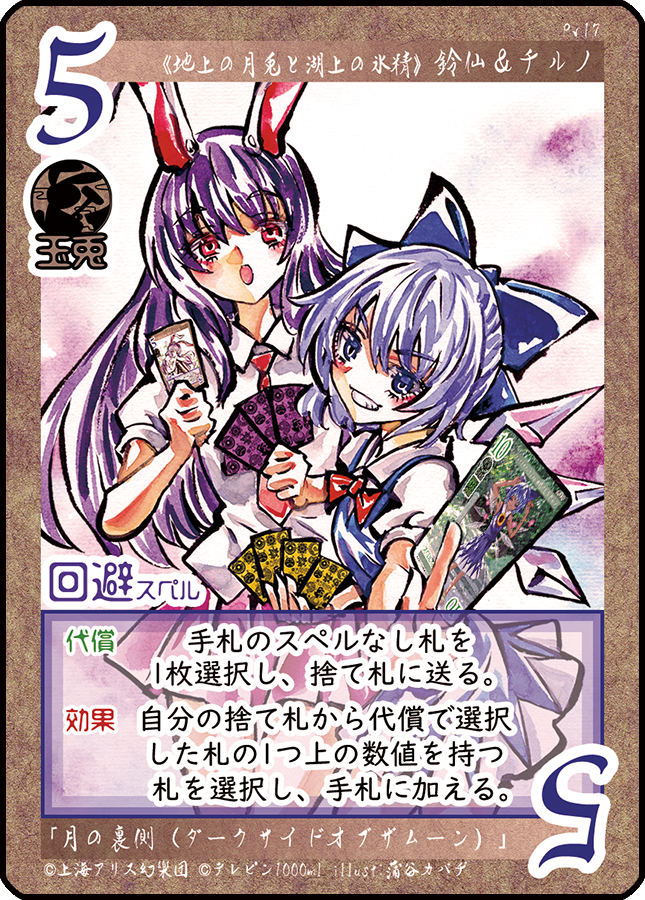 Pr17
5
《地上の月兎と湖上の氷精》鈴仙&チルノ
玉兎
10
回避スペル
代償 手札のスペルなし札を
1枚選択し、捨て札に送る。
効果 自分の捨て札から代償で選択
した札の1つ上の数値を持つ
札を選択し、手札に加える。
5
「月の裏側（ダークサイドオブザムーン）」
©上海アリス幻樂団 ©テレピン1000ml illust:蒲谷カバヂ